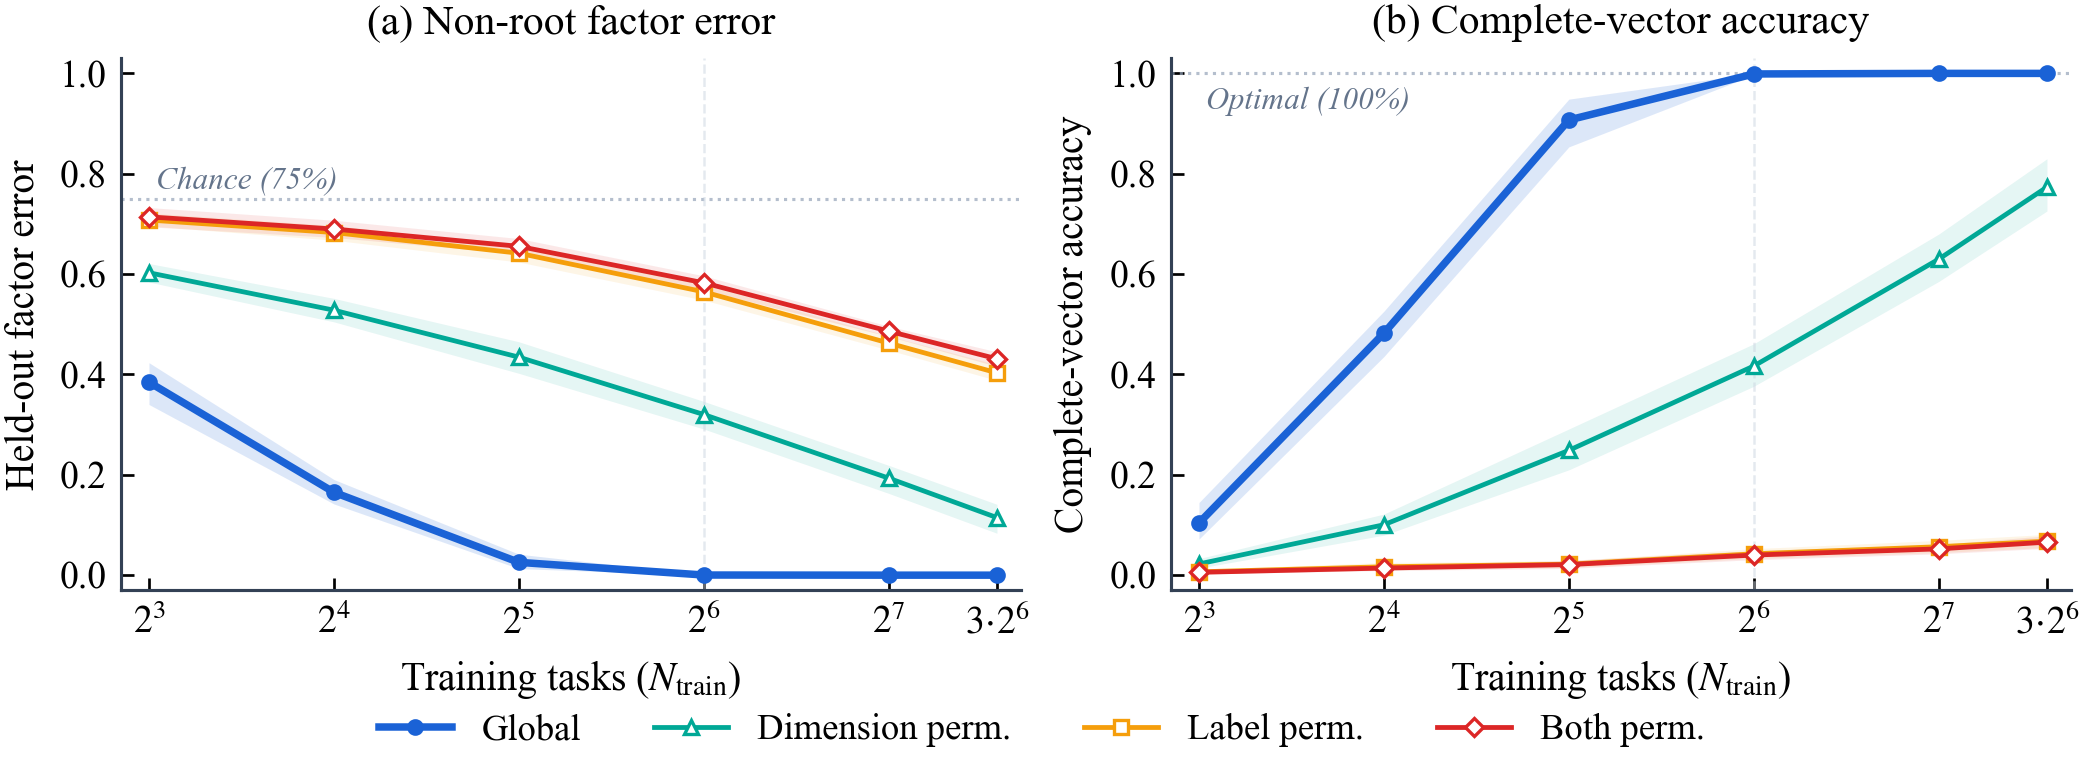 (a) Non-root factor error
Held-out factor error
1.0
0.8
0.6
0.4
0.2
0.0
Chance (75%)
2³
2⁴
2⁵
2⁶
2⁷
3·2⁶
Training tasks (N_train)
(b) Complete-vector accuracy
Complete-vector accuracy
1.0
0.8
0.6
0.4
0.2
0.0
Optimal (100%)
2³
2⁴
2⁵
2⁶
2⁷
3·2⁶
Training tasks (N_train)
Global
Dimension perm.
Label perm.
Both perm.